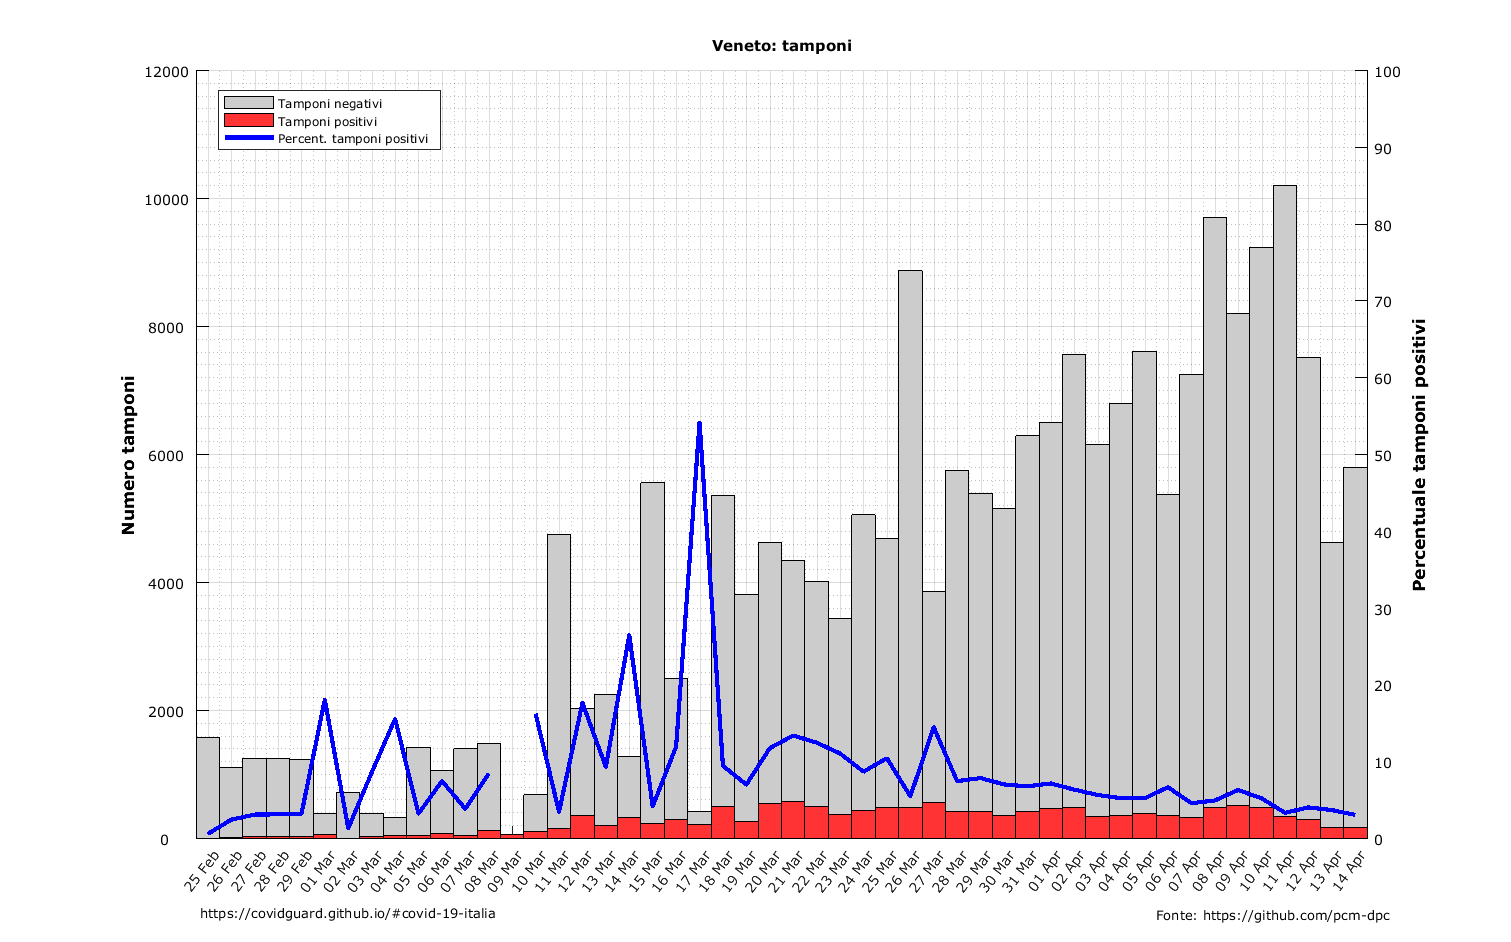 Veneto: tamponi
12000
10000
8000
6000
4000
2000
0
Numero tamponi
Tamponi negativi
Tamponi positivi
Percent. tamponi positivi
100
90
80
70
60
50
40
30
20
10
0
Percentuale tamponi positivi
25 Feb
26 Feb
27 Feb
28 Feb
29 Feb
01 Mar
02 Mar
03 Mar
04 Mar
05 Mar
06 Mar
07 Mar
08 Mar
09 Mar
10 Mar
11 Mar
12 Mar
13 Mar
14 Mar
15 Mar
16 Mar
17 Mar
18 Mar
19 Mar
20 Mar
21 Mar
22 Mar
23 Mar
24 Mar
25 Mar
26 Mar
27 Mar
28 Mar
29 Mar
30 Mar
31 Mar
01 Apr
02 Apr
03 Apr
04 Apr
05 Apr
06 Apr
07 Apr
08 Apr
09 Apr
10 Apr
11 Apr
12 Apr
13 Apr
14 Apr
https://covidguard.github.io/#covid-19-italia
Fonte: https://github.com/pcm-dpc